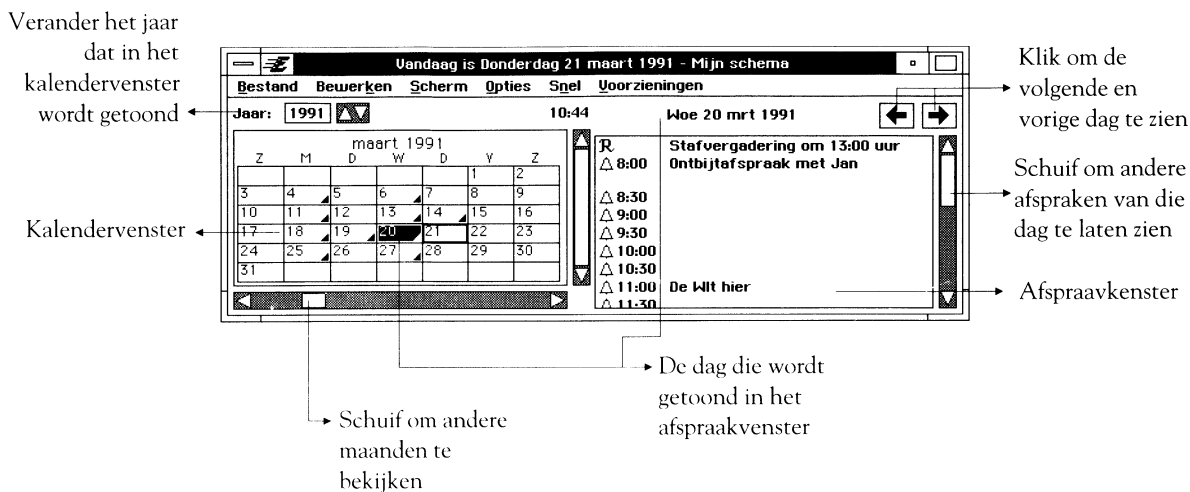 Verander het jaar
dat in het
kalendervenster
wordt getoond
Vandaag is Donderdag 21 maart 1991 - Mijn schema
Bestand Bewerken Scherm Opties Snel Voorzieningen
Jaar: 1991 10:44 Woe 20 mrt 1991
maart 1991
Z M D W D V Z
1 2
3 4 5 6 7 8 9
10 11 12 13 14 15 16
17 18 19 20 21 22 23
24 25 26 27 28 29 30
31
R Stafvergadering om 13:00 uur
8:00 Ontbijtafspraak met Jan
8:30
9:00
9:30
10:00
10:30
11:00 De WIt hier
11:30
Klik om de
volgende en
vorige dag te zien
Schuif om andere
afspraken van die
dag te laten zien
Kalendervenster
Afspraavkenster
De dag die wordt
getoond in het
afspraakvenster
Schuif om andere
maanden te
bekijken